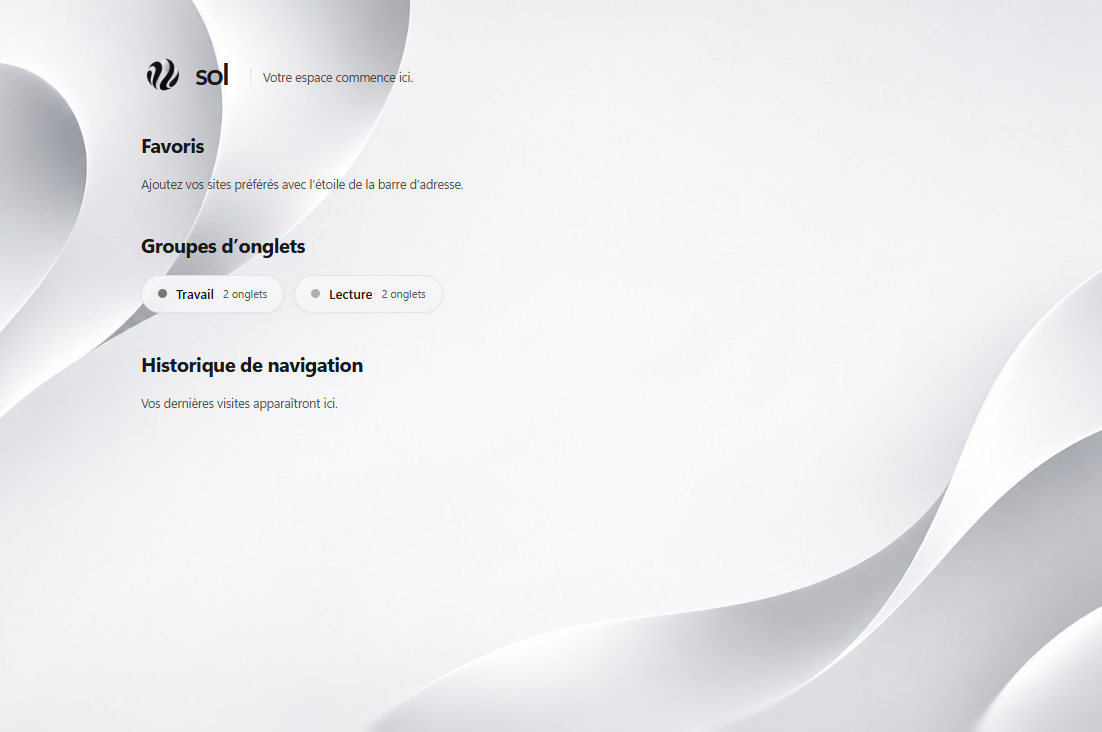 sol
Votre espace commence ici.
Favoris
Ajoutez vos sites préférés avec l’étoile de la barre d’adresse.
Groupes d’onglets
Travail 2 onglets
Lecture 2 onglets
Historique de navigation
Vos dernières visites apparaîtront ici.